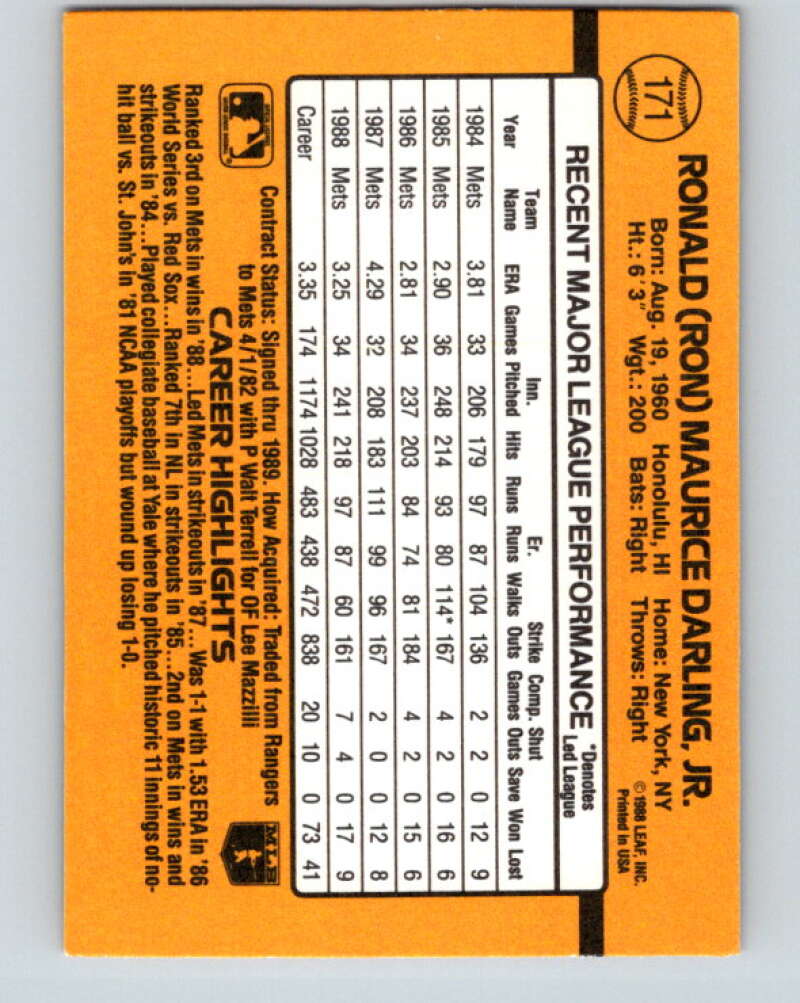 171
RONALD (RON) MAURICE DARLING, JR.
Born: Aug. 19, 1960 Honolulu, HI Home: New York, NY
Ht.: 6'3" Wgt.: 200 Bats: Right Throws: Right
© 1988 LEAF, INC.
Printed in USA
RECENT MAJOR LEAGUE PERFORMANCE
*Denotes
Led League
Team Inn. Er. Strike Comp. Shut
Year Name ERA Games Pitched Hits Runs Runs Walks Outs Games Outs Save Won Lost
1984 Mets 3.81 33 206 179 97 87 104 136 2 2 0 12 9
1985 Mets 2.90 36 248 214 93 80 114* 167 4 2 0 16 6
1986 Mets 2.81 34 237 203 84 74 81 184 4 2 0 15 6
1987 Mets 4.29 32 208 183 111 99 96 167 2 0 0 12 8
1988 Mets 3.25 34 241 218 97 87 60 161 7 4 0 17 9
Career 3.35 174 1174 1028 483 438 472 838 20 10 0 73 41
Contract Status: Signed thru 1989. How Acquired: Traded from Rangers
to Mets 4/1/82 with P Walt Terrell for OF Lee Mazzilli
MLB
CAREER HIGHLIGHTS
Ranked 3rd on Mets in wins in '88...Led Mets in strikeouts in '87...Was 1-1 with 1.53 ERA in '86
World Series vs. Red Sox...Ranked 7th in NL in strikeouts in '85...2nd on Mets in wins and
strikeouts in '84...Played collegiate baseball at Yale where he pitched historic 11 innings of no-
hit ball vs. St. John's in '81 NCAA playoffs but wound up losing 1-0.